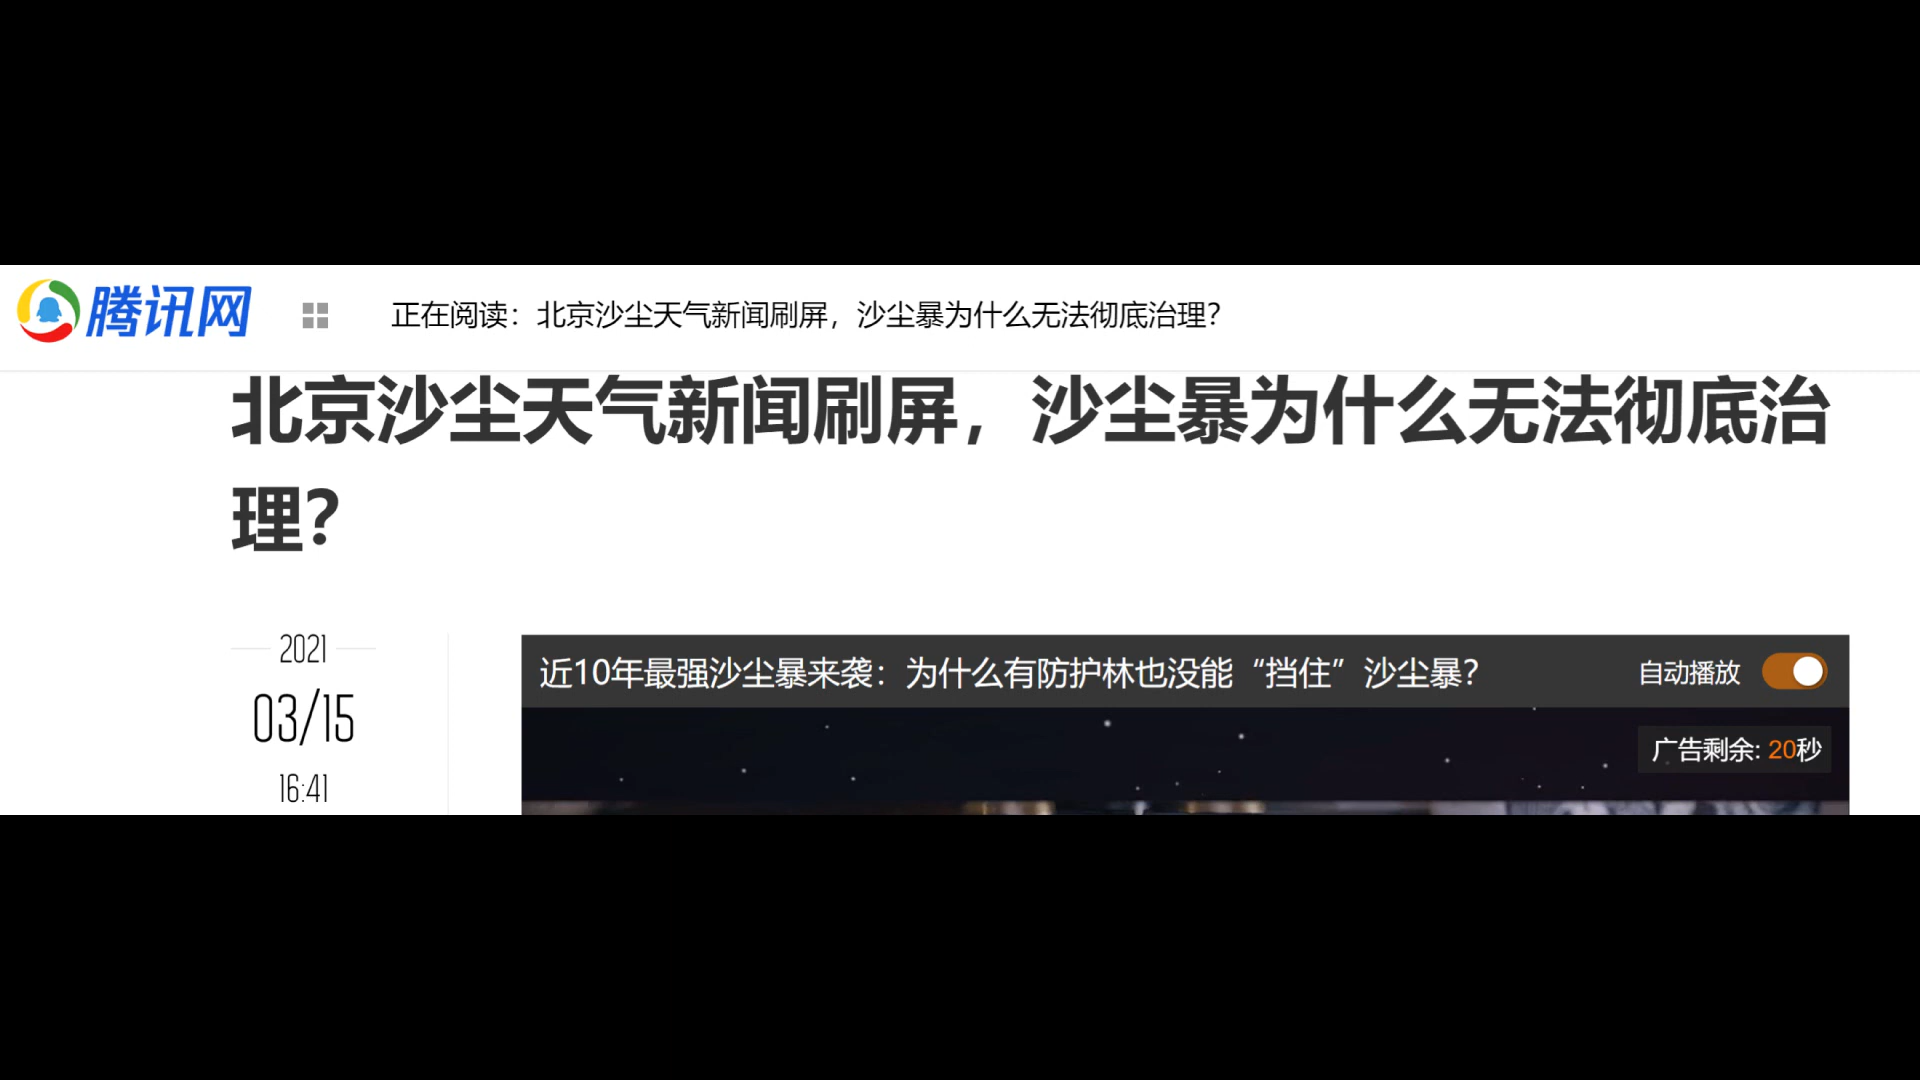 腾讯网
正在阅读：北京沙尘天气新闻刷屏，沙尘暴为什么无法彻底治理？
北京沙尘天气新闻刷屏，沙尘暴为什么无法彻底治
理？
2021
03/15
16:41
近10年最强沙尘暴来袭：为什么有防护林也没能“挡住”沙尘暴？
自动播放
广告剩余: 20秒